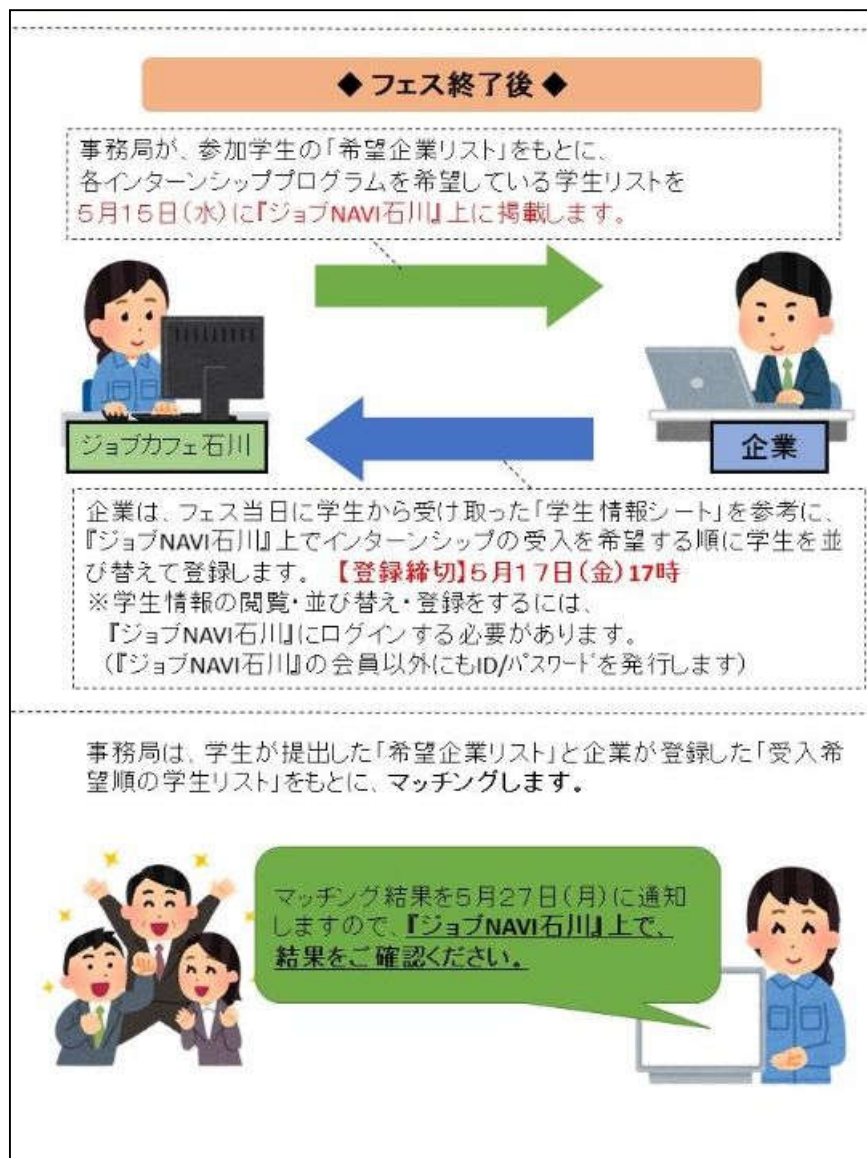 ◆ フェス終了後 ◆
事務局が、参加学生の「希望企業リスト」をもとに、
各インターンシッププログラムを希望している学生リストを
5月15日(水)に『ジョブNAVI石川』上に掲載します。
ジョブカフェ石川
企業
企業は、フェス当日に学生から受け取った「学生情報シート」を参考に、
『ジョブNAVI石川』上でインターンシップの受入を希望する順に学生を並
び替えて登録します。 【登録締切】5月17日(金)17時
※学生情報の閲覧・並び替え・登録をするには、
『ジョブNAVI石川』にログインする必要があります。
(『ジョブNAVI石川』の会員以外にもID/パスワードを発行します)
事務局は、学生が提出した「希望企業リスト」と企業が登録した「受入希
望順の学生リスト」をもとに、マッチングします。
マッチング結果を5月27日(月)に通知
しますので、『ジョブNAVI石川』上で、
結果をご確認ください。